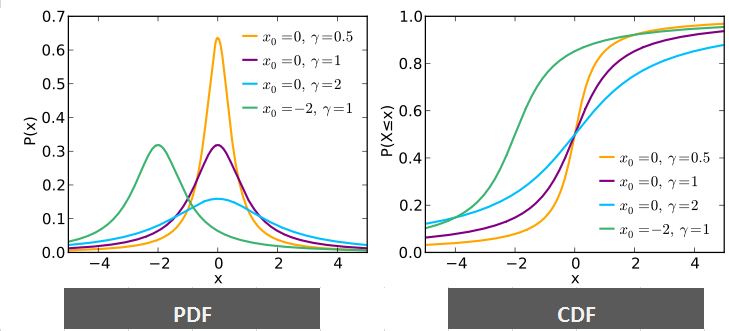 0.7
0.6
0.5
0.4
0.3
0.2
0.1
0.0
P(x)
−4 −2 0 2 4
x
x₀=0, γ=0.5
x₀=0, γ=1
x₀=0, γ=2
x₀=−2, γ=1
PDF
1.0
0.8
0.6
0.4
0.2
0.0
P(X≤x)
−4 −2 0 2 4
x
x₀=0, γ=0.5
x₀=0, γ=1
x₀=0, γ=2
x₀=−2, γ=1
CDF